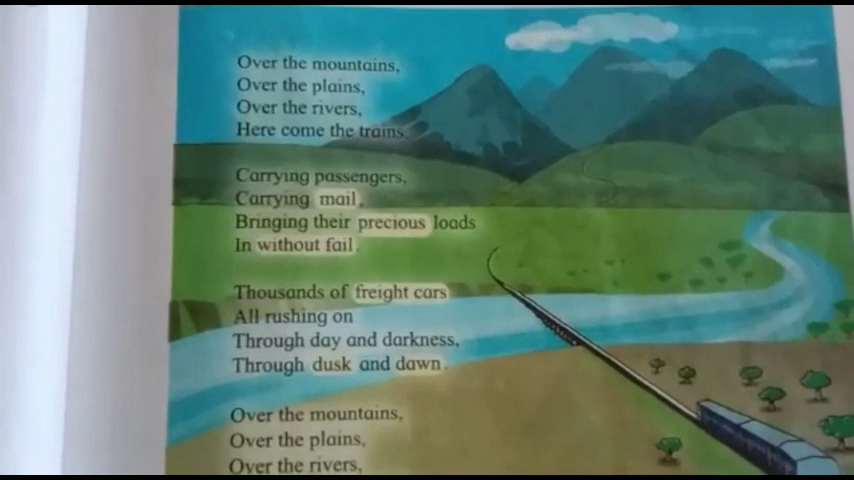 Over the mountains,
Over the plains,
Over the rivers,
Here come the trains.
Carrying passengers,
Carrying mail,
Bringing their precious loads
In without fail.
Thousands of freight cars
All rushing on
Through day and darkness,
Through dusk and dawn.
Over the mountains,
Over the plains,
Over the rivers,